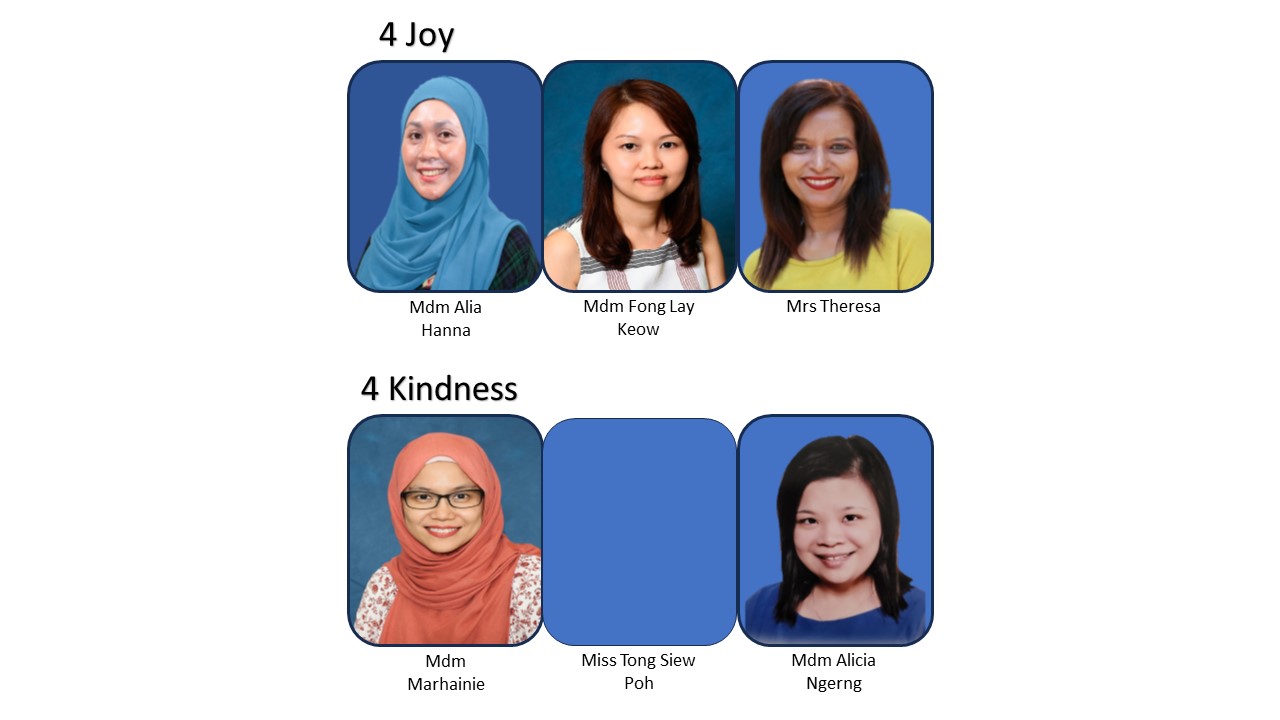 4 Joy
Mdm Alia
Hanna
Mdm Fong Lay
Keow
Mrs Theresa
4 Kindness
Mdm
Marhainie
Miss Tong Siew
Poh
Mdm Alicia
Ngerng